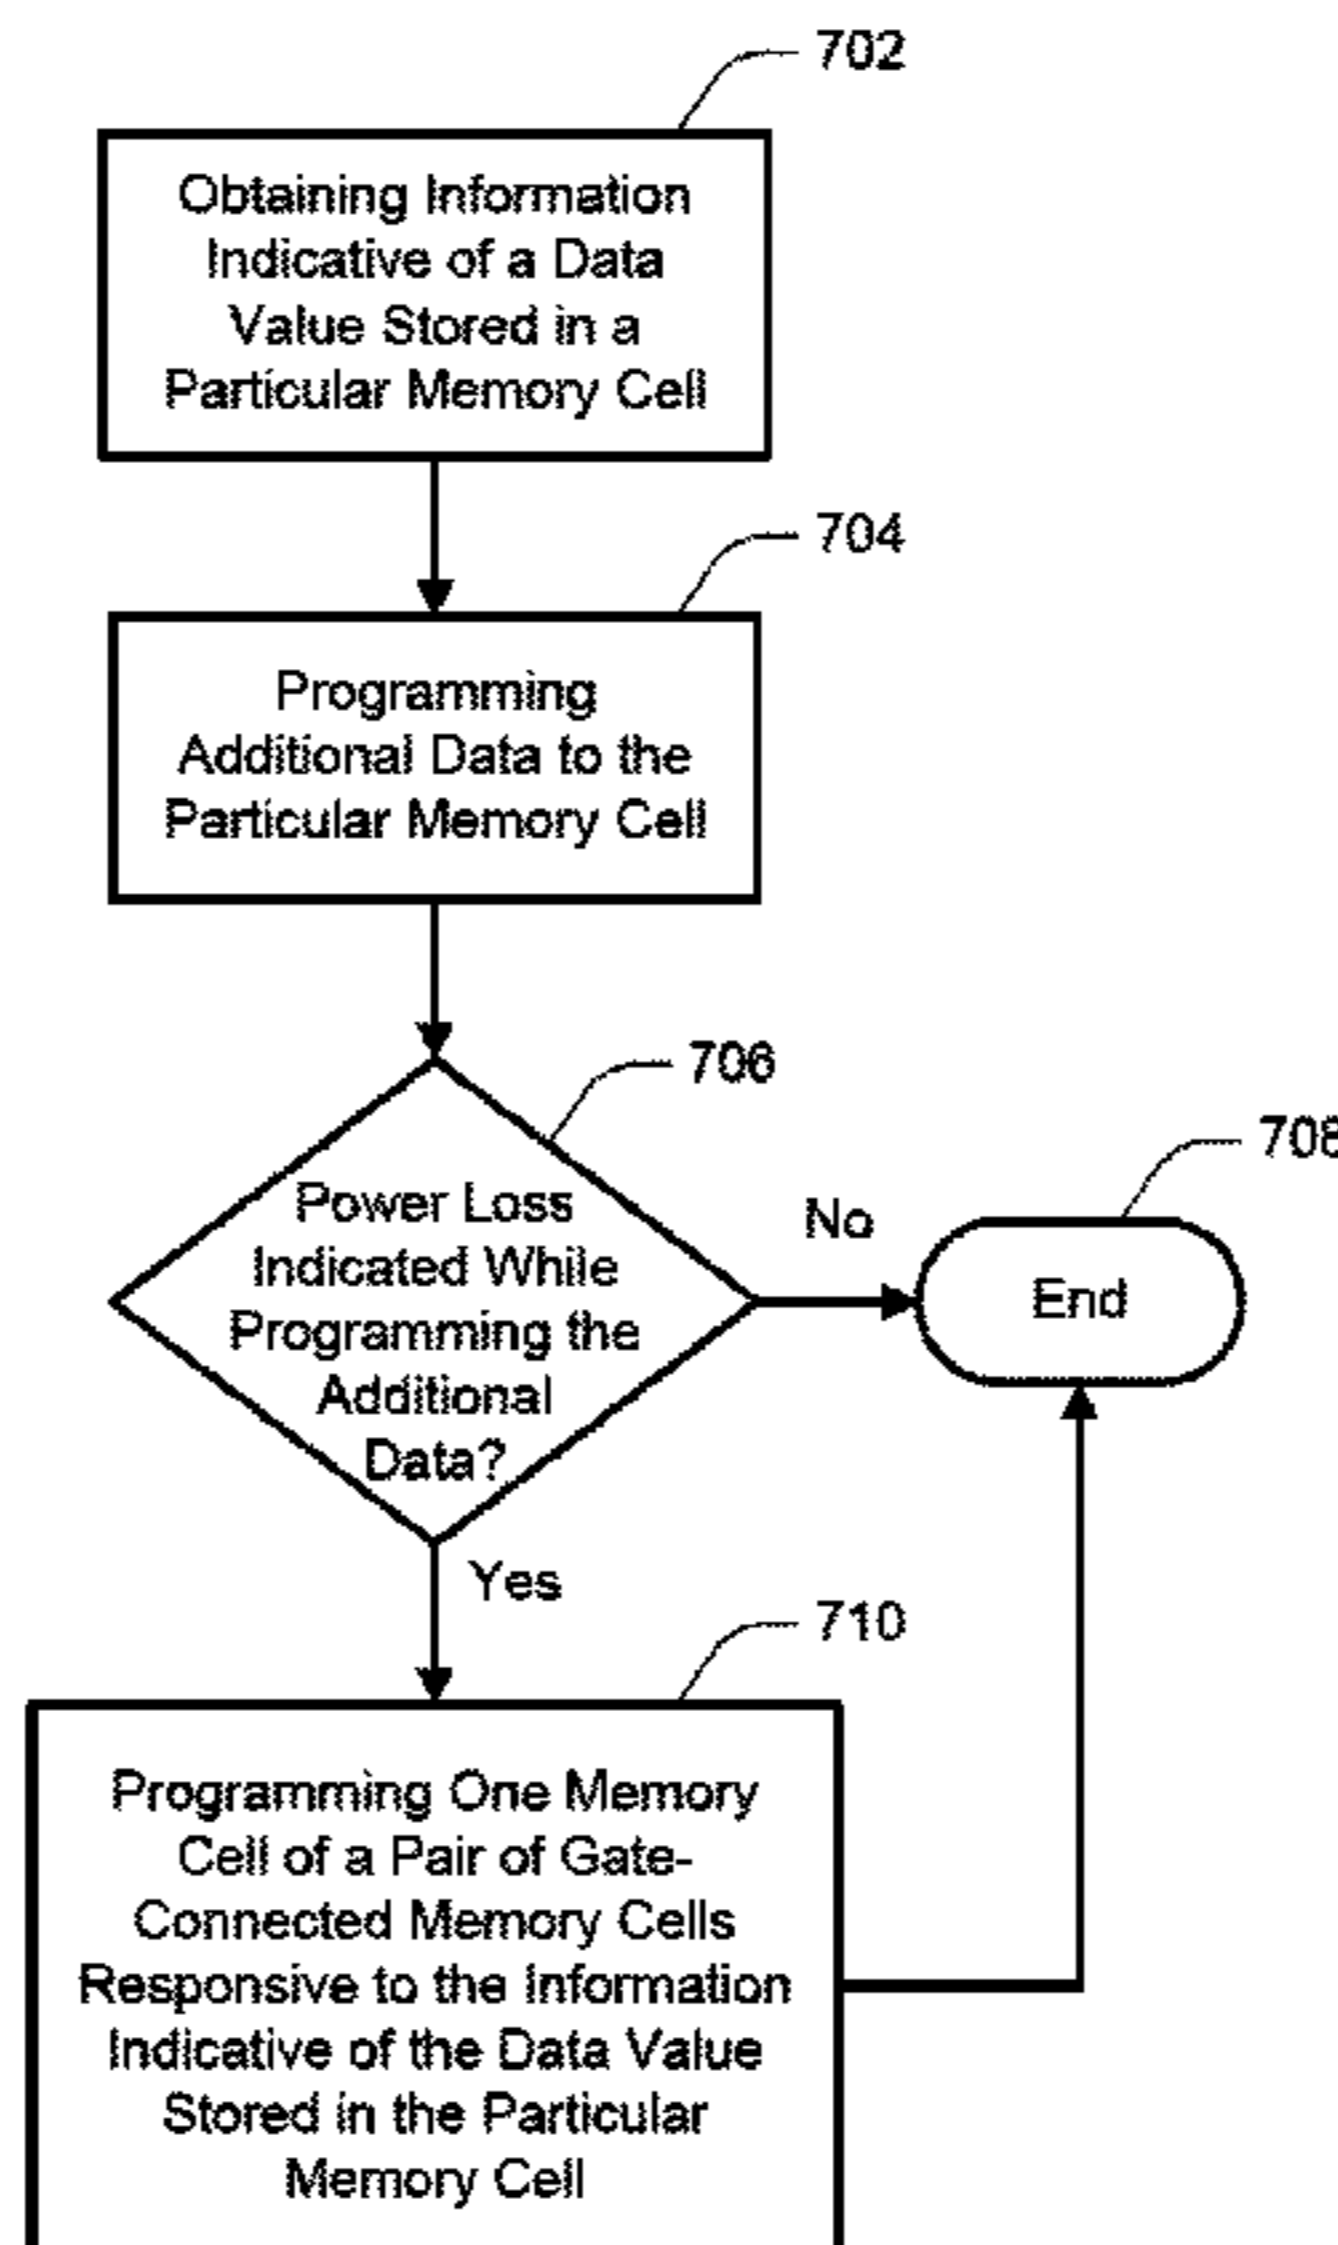 702
Obtaining Information
Indicative of a Data
Value Stored in a
Particular Memory Cell
704
Programming
Additional Data to the
Particular Memory Cell
706
Power Loss
Indicated While
Programming the
Additional
Data?
No
708
End
Yes
710
Programming One Memory
Cell of a Pair of Gate-
Connected Memory Cells
Responsive to the Information
Indicative of the Data Value
Stored in the Particular
Memory Cell